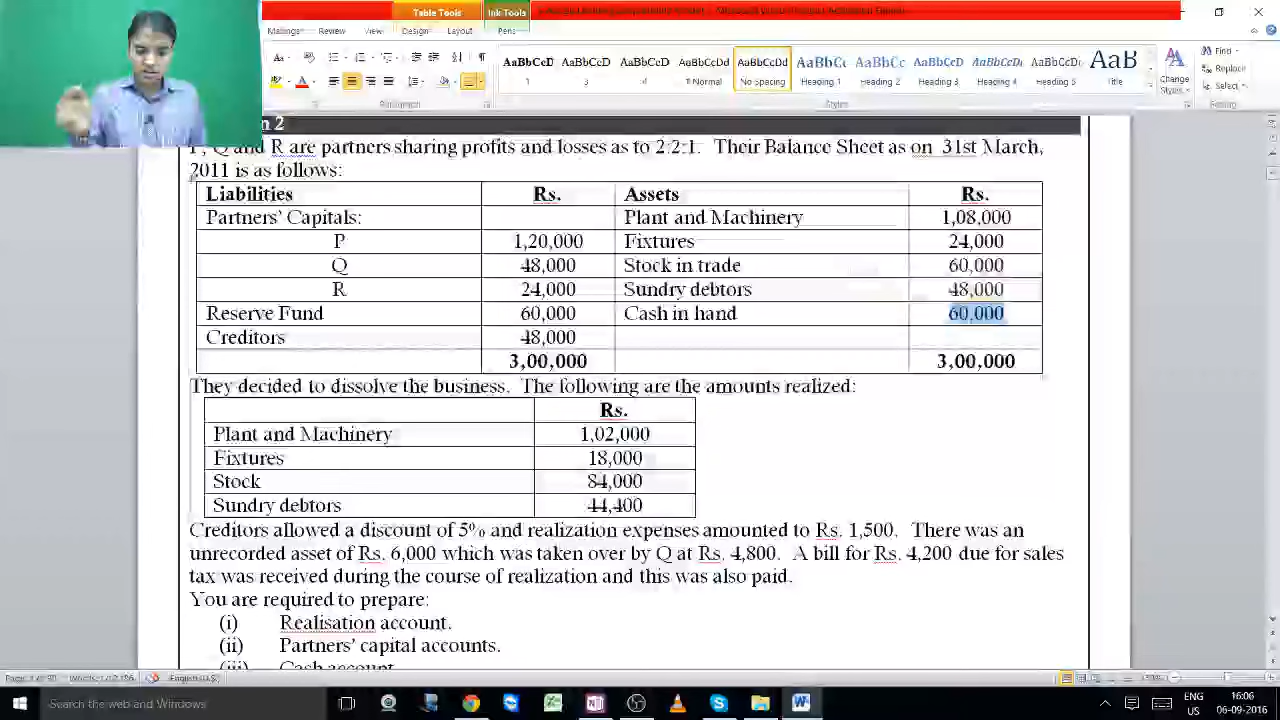 Table Tools
Ink Tools
Mailings Review View Design Layout Pens
AaBbCcD AaBbCcD AaBbCcD AaBbCcDd AaBbCcDd AaBbCc AaBbCc AaBbCcD AaBbCcDi AaBbCcDi AaB
¶ Normal No Spacing Heading 1 Heading 2 Heading 3 Heading 4 Heading 5 Title
Change
Styles
Find
Replace
Select
Paragraph Styles Editing
n 2
P, Q and R are partners sharing profits and losses as to 2:2:1. Their Balance Sheet as on 31st March,
2011 is as follows:
Liabilities Rs. Assets Rs.
Partners' Capitals: Plant and Machinery 1,08,000
P 1,20,000 Fixtures 24,000
Q 48,000 Stock in trade 60,000
R 24,000 Sundry debtors 48,000
Reserve Fund 60,000 Cash in hand 60,000
Creditors 48,000
3,00,000 3,00,000
They decided to dissolve the business. The following are the amounts realized:
Rs.
Plant and Machinery 1,02,000
Fixtures 18,000
Stock 84,000
Sundry debtors 44,400
Creditors allowed a discount of 5% and realization expenses amounted to Rs. 1,500. There was an
unrecorded asset of Rs. 6,000 which was taken over by Q at Rs. 4,800. A bill for Rs. 4,200 due for sales
tax was received during the course of realization and this was also paid.
You are required to prepare:
(i) Realisation account.
(ii) Partners' capital accounts.
(iii) Cash account
Search the web and Windows
ENG
US
16:06
06-09-2016